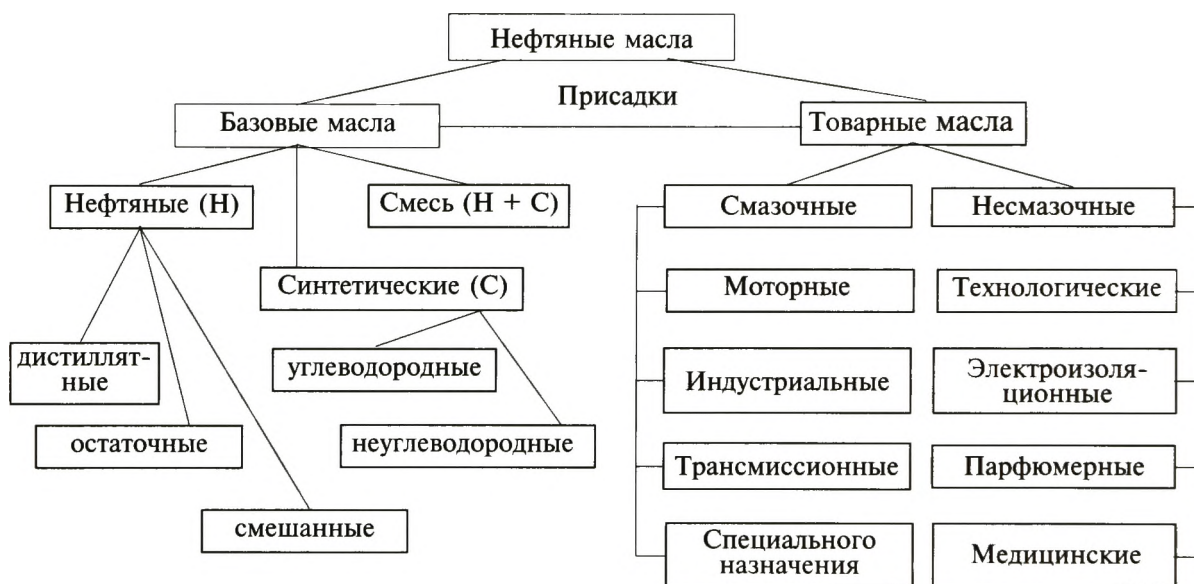 Нефтяные масла
Присадки
Базовые масла
Товарные масла
Нефтяные (Н)
Смесь (Н + С)
Смазочные
Несмазочные
Синтетические (С)
Моторные
Технологические
дистиллят-
ные
углеводородные
Индустриальные
Электроизоля-
ционные
остаточные
неуглеводородные
Трансмиссионные
Парфюмерные
смешанные
Специального
назначения
Медицинские